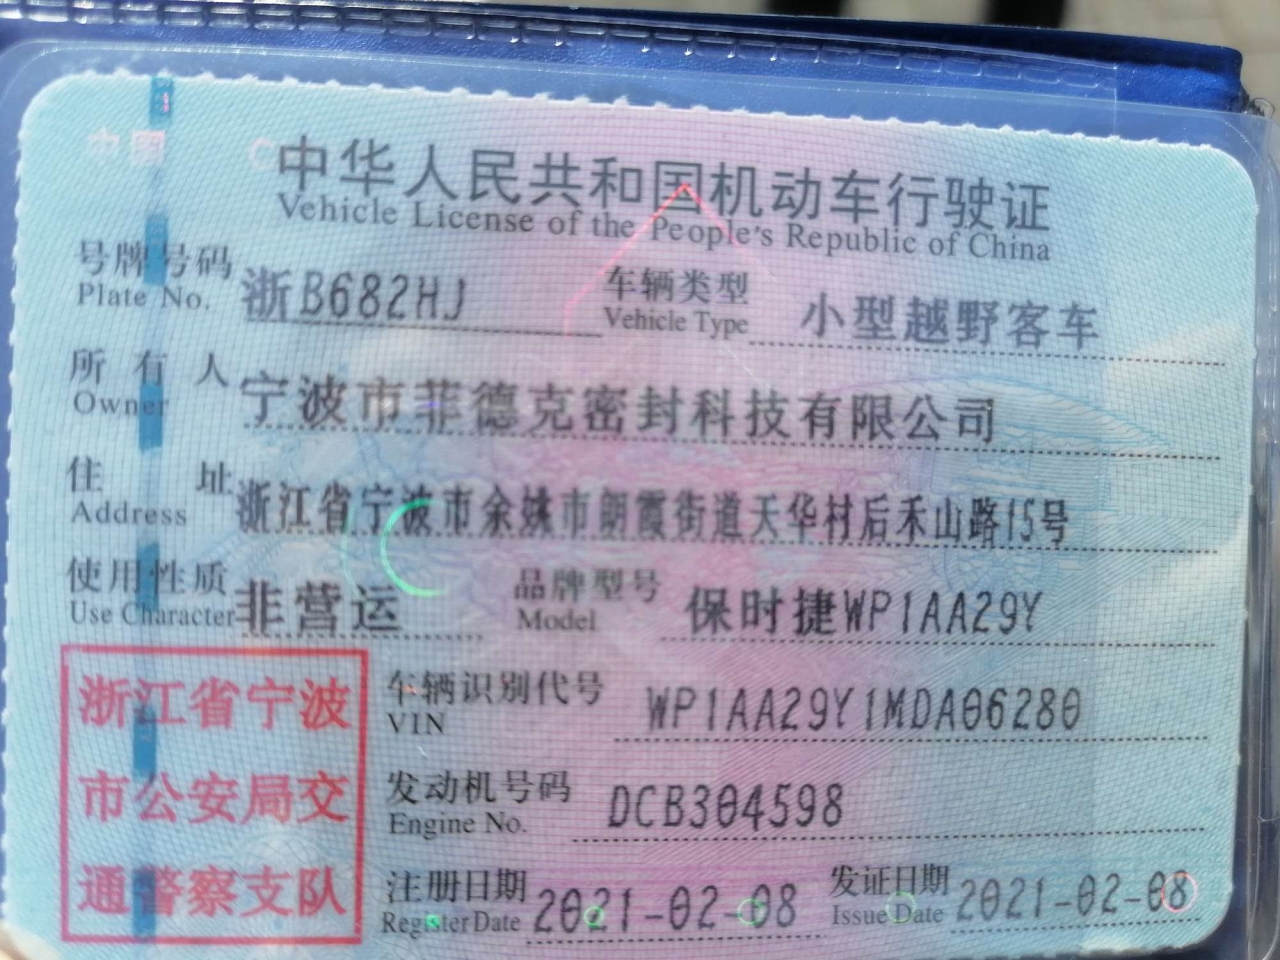 中国
中华人民共和国机动车行驶证
Vehicle License of the People's Republic of China
号牌号码 浙B682HJ 车辆类型 小型越野客车
Plate No. Vehicle Type
所有人 宁波市菲德克密封科技有限公司
Owner
住址 浙江省宁波市余姚市朗霞街道天华村后禾山路15号
Address
使用性质 非营运 品牌型号 保时捷WP1AA29Y
Use Character Model
浙江省宁波
市公安局交
通警察支队
车辆识别代号 WP1AA29Y1MDA06280
VIN
发动机号码 DCB304598
Engine No.
注册日期 2021-02-08 发证日期 2021-02-08
Register Date Issue Date